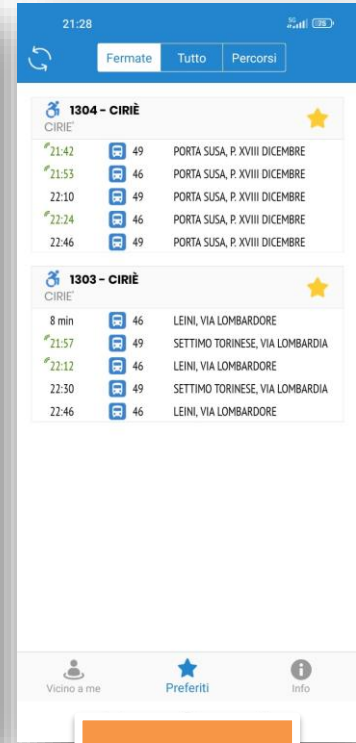 21:28
5G 75
Fermate Tutto Percorsi
1304 - CIRIÈ
CIRIE'
21:42 49 PORTA SUSA, P. XVIII DICEMBRE
21:53 46 PORTA SUSA, P. XVIII DICEMBRE
22:10 49 PORTA SUSA, P. XVIII DICEMBRE
22:24 46 PORTA SUSA, P. XVIII DICEMBRE
22:46 49 PORTA SUSA, P. XVIII DICEMBRE
1303 - CIRIÈ
CIRIE'
8 min 46 LEINI, VIA LOMBARDORE
21:57 49 SETTIMO TORINESE, VIA LOMBARDIA
22:12 46 LEINI, VIA LOMBARDORE
22:30 49 SETTIMO TORINESE, VIA LOMBARDIA
22:46 46 LEINI, VIA LOMBARDORE
Vicino a me Preferiti Info